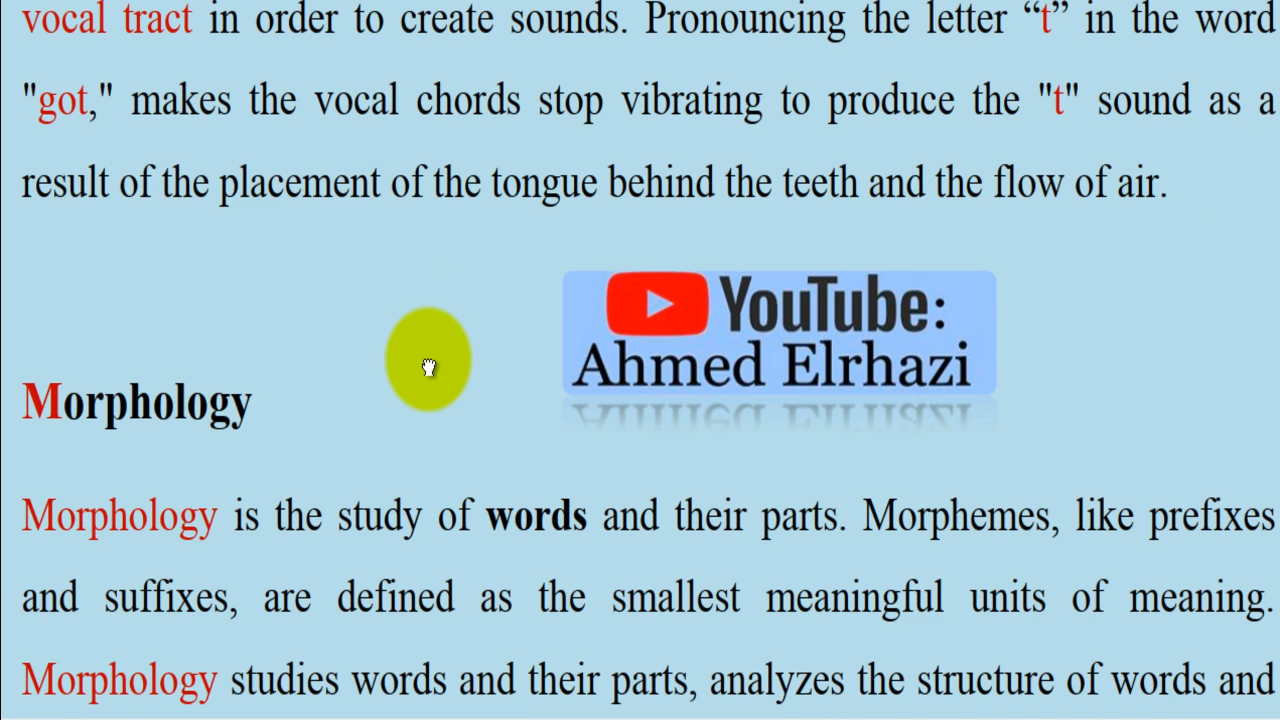 vocal tract in order to create sounds. Pronouncing the letter “t” in the word
"got," makes the vocal chords stop vibrating to produce the "t" sound as a
result of the placement of the tongue behind the teeth and the flow of air.
YouTube:
Ahmed Elrhazi
Morphology
Morphology is the study of words and their parts. Morphemes, like prefixes
and suffixes, are defined as the smallest meaningful units of meaning.
Morphology studies words and their parts, analyzes the structure of words and